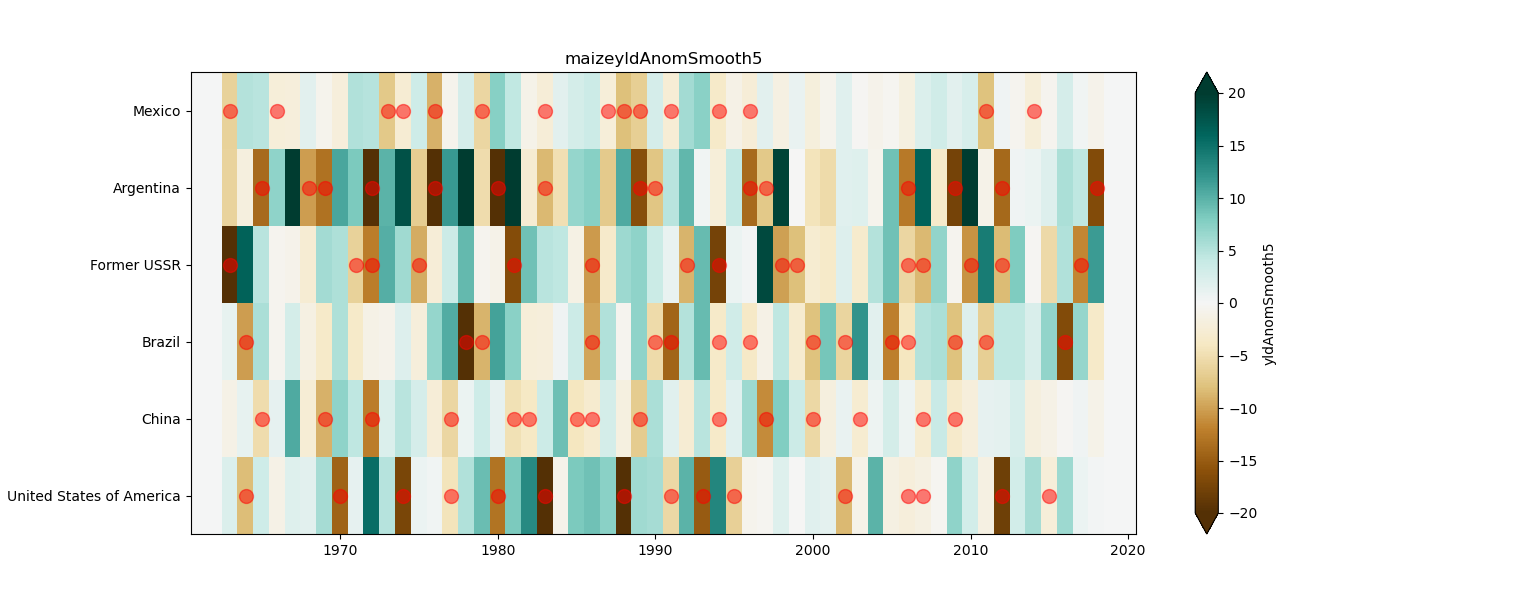 maizeyldAnomSmooth5
Mexico
Argentina
Former USSR
Brazil
China
United States of America
1970 1980 1990 2000 2010 2020
20
15
10
5
0
−5
−10
−15
−20
yldAnomSmooth5